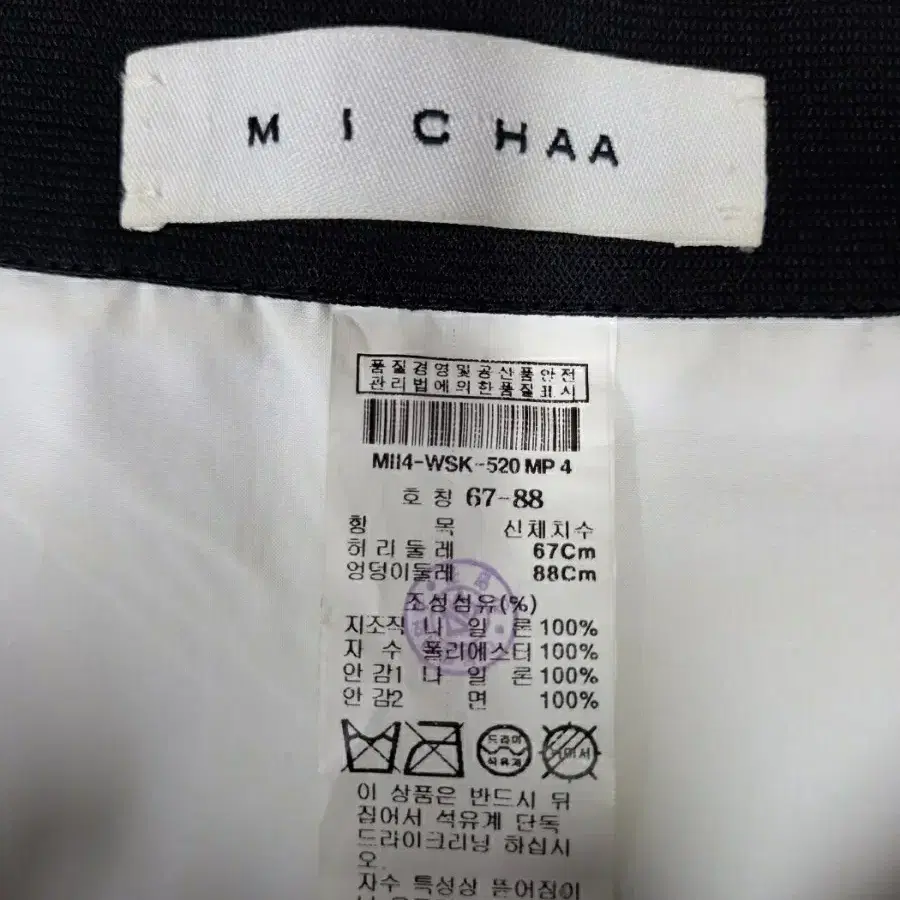 MICHAA
품질경영및공산품안전
관리법에의한품질표시
MII4-WSK-520 MP 4
호칭 67-88
항 목 신체치수
허리둘레 67Cm
엉덩이둘레 88Cm
조성섬유(%)
지조직 나 일 론 100%
자 수 폴리에스터 100%
안 감1 나 일 론 100%
안 감2 면 100%
드라이
석유계
이 상품은 반드시 뒤
집어서 석유계 단독
드라이크리닝 하십시
오.
자수 특성상 뜯어짐이